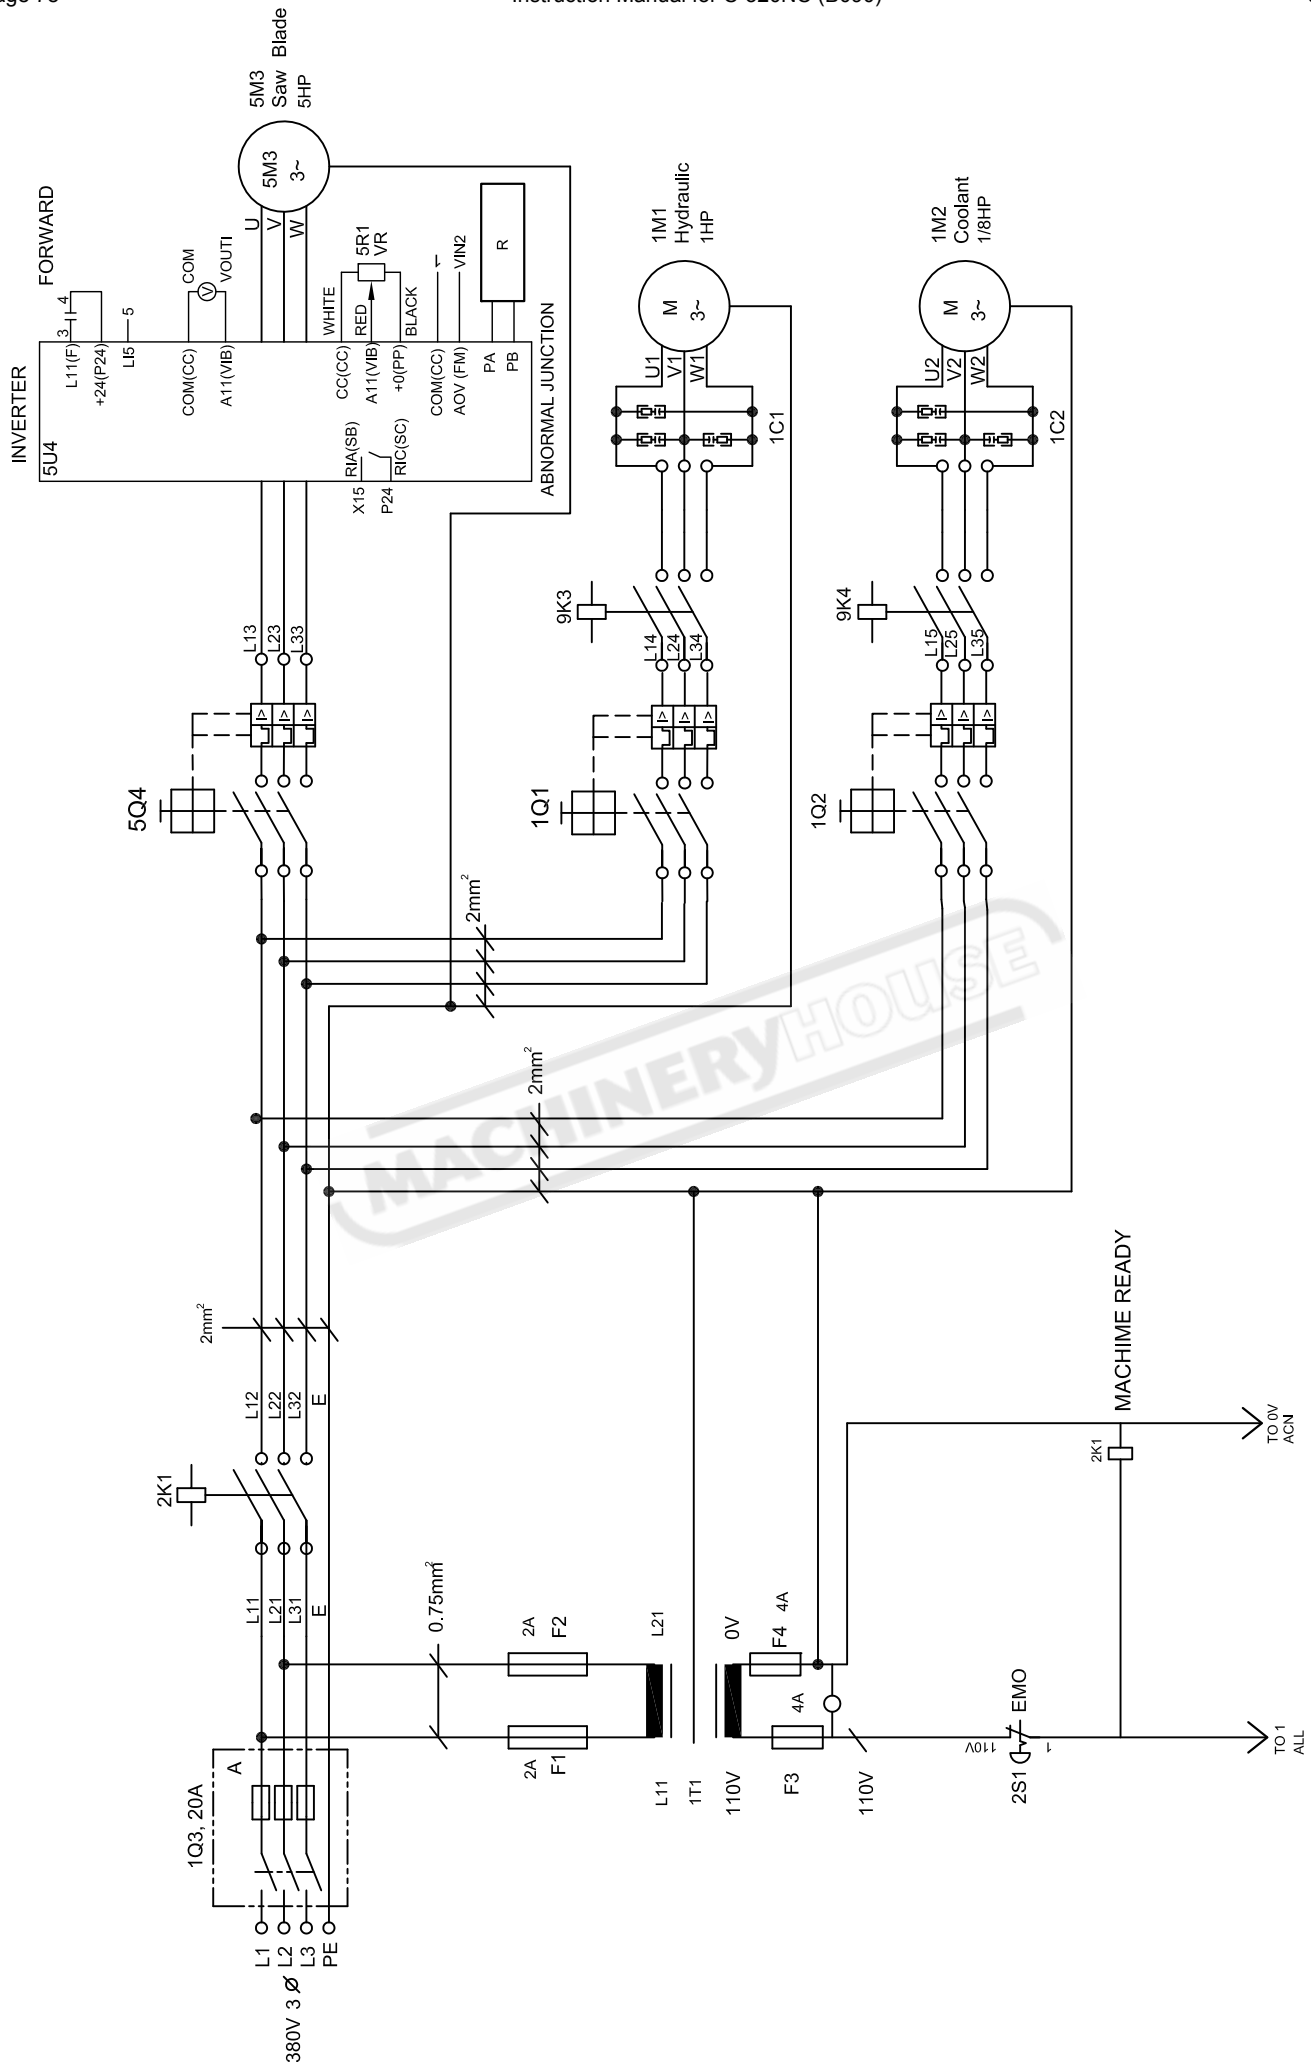 Instruction Manual for
INVERTER
FORWARD
5M3
Saw Blade
5HP
5U4
L11(F)
3
4
+24(P24)
LI5
5
COM(CC)
COM
A11(VIB)
VOUTI
V
U
V
W
5M3
3~
CC(CC)
WHITE
A11(VIB)
RED
+0(PP)
BLACK
5R1
VR
COM(CC)
AOV (FM)
VIN2
PA
PB
R
X15
RIA(SB)
P24
RIC(SC)
ABNORMAL JUNCTION
1M1
Hydraulic
1HP
M
3~
U1
V1
W1
1C1
1M2
Coolant
1/8HP
M
3~
U2
V2
W2
1C2
9K3
L14
L24
L34
9K4
L15
L25
L35
L13
L23
L33
5Q4
I>
I>
I>
1Q1
I>
I>
I>
1Q2
I>
I>
I>
2mm²
2mm²
2mm²
MACHINERYHOUSE
2K1
L12
L22
L32
E
L11
L21
L31
E
0.75mm²
2A
F2
2A
F1
L21
L11
1T1
0V
110V
F4 4A
4A
F3
110V
110V
1
2S1
EMO
2K1
MACHIME READY
TO 0V
ACN
TO 1
ALL
1Q3, 20A
A
L1
L2
L3
PE
380V 3 Ø